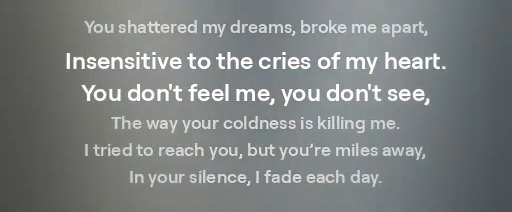 You shattered my dreams, broke me apart,
Insensitive to the cries of my heart.
You don't feel me, you don't see,
The way your coldness is killing me.
I tried to reach you, but you’re miles away,
In your silence, I fade each day.